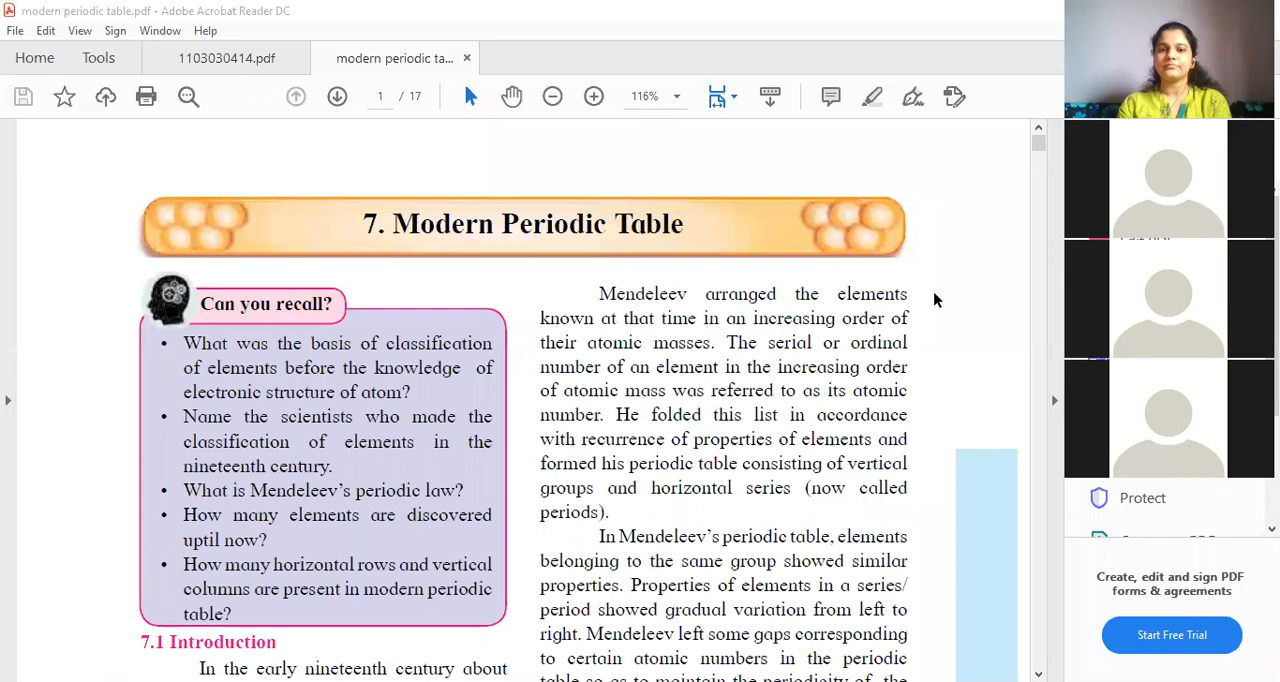 modern periodic table.pdf - Adobe Acrobat Reader DC
File Edit View Sign Window Help
Home Tools 1103030414.pdf modern periodic ta... ×
1 / 17 116%
7. Modern Periodic Table
Can you recall?
• What was the basis of classification
of elements before the knowledge of
electronic structure of atom?
• Name the scientists who made the
classification of elements in the
nineteenth century.
• What is Mendeleev's periodic law?
• How many elements are discovered
uptil now?
• How many horizontal rows and vertical
columns are present in modern periodic
table?
7.1 Introduction
In the early nineteenth century about
Mendeleev arranged the elements
known at that time in an increasing order of
their atomic masses. The serial or ordinal
number of an element in the increasing order
of atomic mass was referred to as its atomic
number. He folded this list in accordance
with recurrence of properties of elements and
formed his periodic table consisting of vertical
groups and horizontal series (now called
periods).
In Mendeleev's periodic table, elements
belonging to the same group showed similar
properties. Properties of elements in a series/
period showed gradual variation from left to
right. Mendeleev left some gaps corresponding
to certain atomic numbers in the periodic
table so as to maintain the periodicity of the
Protect
Create, edit and sign PDF
forms & agreements
Start Free Trial